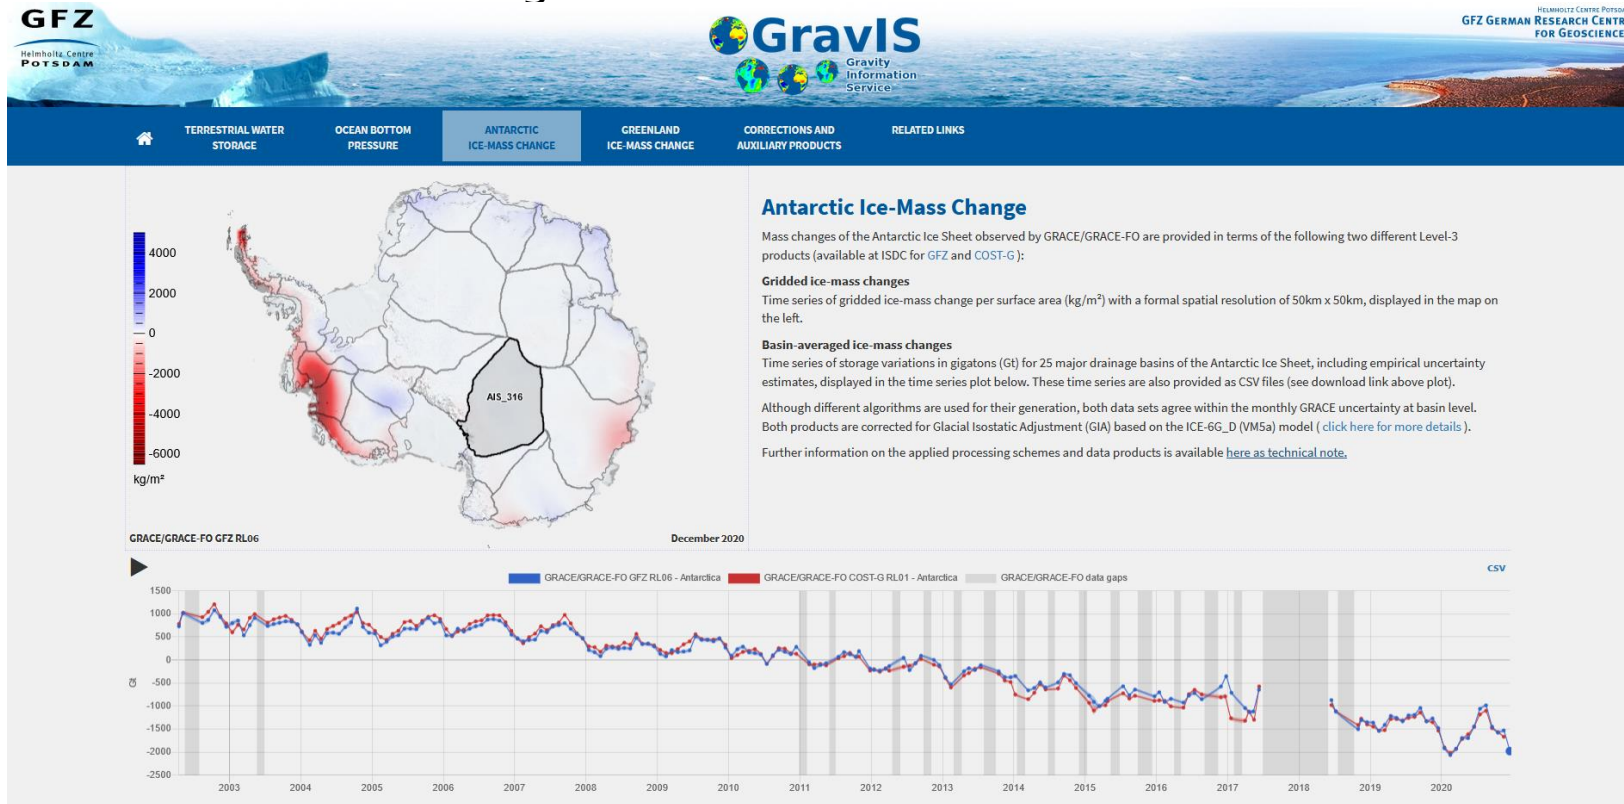 GFZ
Helmholtz Centre
POTSDAM
GravIS
Gravity
Information
Service
GFZ GERMAN RESEARCH CENTR
FOR GEOSCIENCE
TERRESTRIAL WATER
STORAGE
OCEAN BOTTOM
PRESSURE
ANTARCTIC
ICE-MASS CHANGE
GREENLAND
ICE-MASS CHANGE
CORRECTIONS AND
AUXILIARY PRODUCTS
RELATED LINKS
4000
2000
0
-2000
-4000
-6000
kg/m²
AIS_316
GRACE/GRACE-FO GFZ RL06
December 2020
Antarctic Ice-Mass Change
Mass changes of the Antarctic Ice Sheet observed by GRACE/GRACE-FO are provided in terms of the following two different Level-3
products (available at ISDC for GFZ and COST-G ):
Gridded ice-mass changes
Time series of gridded ice-mass change per surface area (kg/m²) with a formal spatial resolution of 50km x 50km, displayed in the map on
the left.
Basin-averaged ice-mass changes
Time series of storage variations in gigatons (Gt) for 25 major drainage basins of the Antarctic Ice Sheet, including empirical uncertainty
estimates, displayed in the time series plot below. These time series are also provided as CSV files (see download link above plot).
Although different algorithms are used for their generation, both data sets agree within the monthly GRACE uncertainty at basin level.
Both products are corrected for Glacial Isostatic Adjustment (GIA) based on the ICE-6G_D (VM5a) model ( click here for more details ).
Further information on the applied processing schemes and data products is available here as technical note.
CSV
GRACE/GRACE-FO GFZ RL06 - Antarctica
GRACE/GRACE-FO COST-G RL01 - Antarctica
GRACE/GRACE-FO data gaps
1500
1000
500
0
-500
-1000
-1500
-2000
-2500
Gt
2003 2004 2005 2006 2007 2008 2009 2010 2011 2012 2013 2014 2015 2016 2017 2018 2019 2020